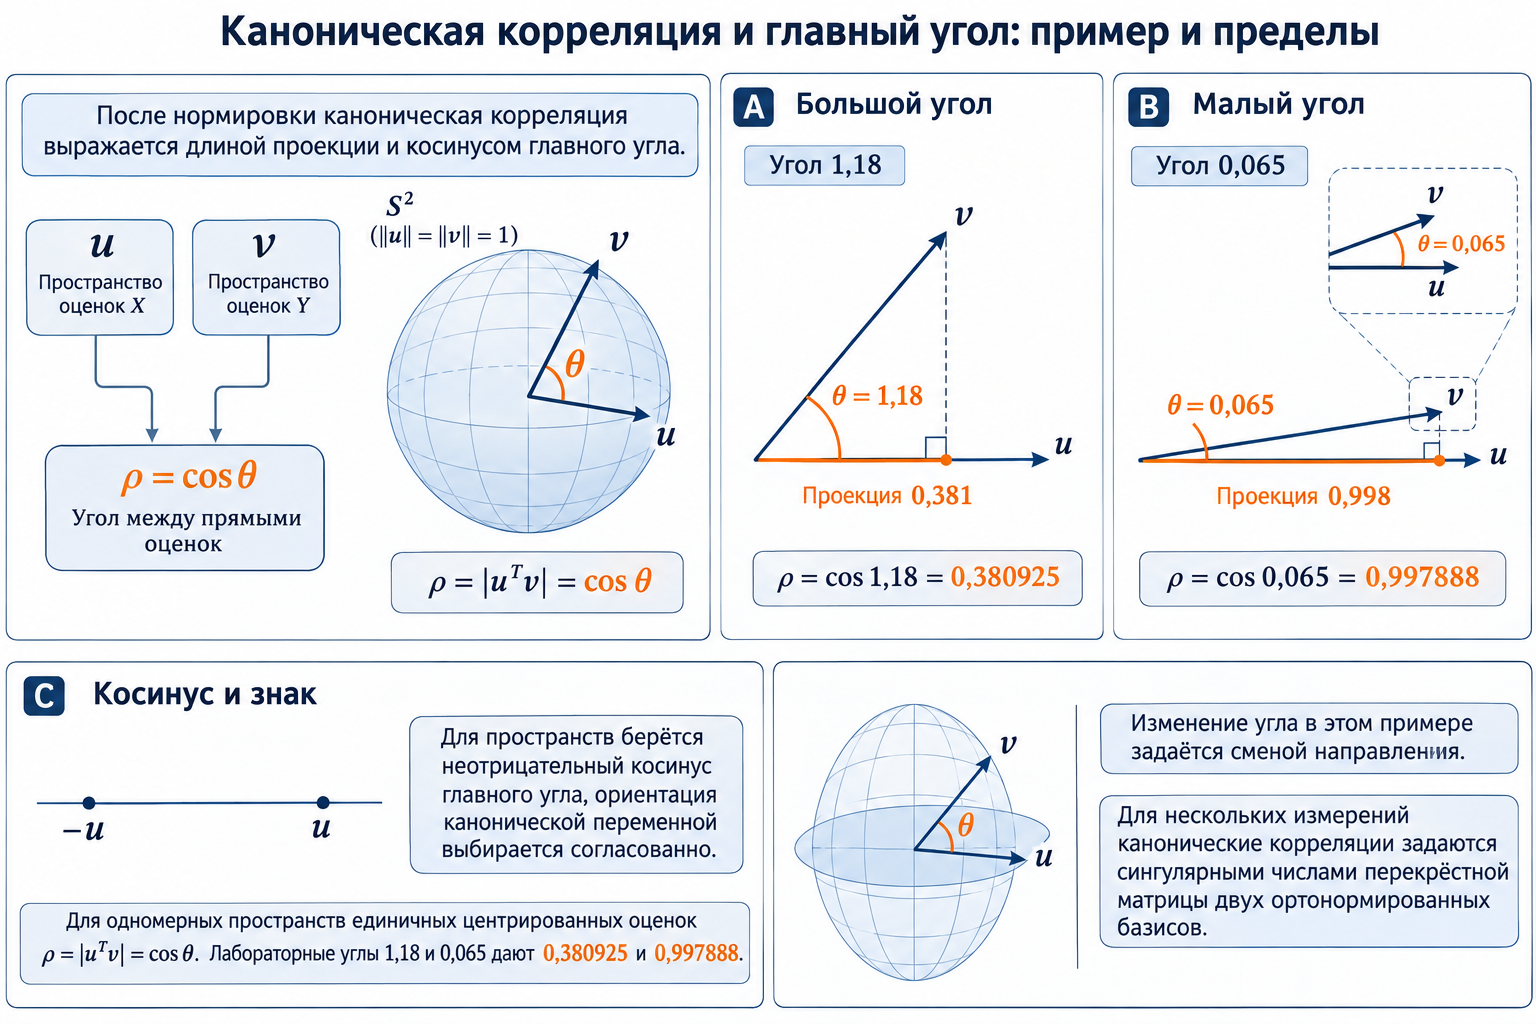 Каноническая корреляция и главный угол: пример и пределы
После нормировки каноническая корреляция
выражается длиной проекции и косинусом главного угла.
u
Пространство
оценок X
v
Пространство
оценок Y
ρ = cos θ
Угол между прямыми
оценок
S²
(‖u‖ = ‖v‖ = 1)
v
θ
u
ρ = |uᵀv| = cos θ
A Большой угол
Угол 1,18
v
θ = 1,18
u
Проекция 0,381
ρ = cos 1,18 = 0,380925
B Малый угол
Угол 0,065
v
θ = 0,065
u
θ = 0,065
v
u
Проекция 0,998
ρ = cos 0,065 = 0,997888
C Косинус и знак
−u
u
Для пространств берётся
неотрицательный косинус
главного угла, ориентация
канонической переменной
выбирается согласованно.
Для одномерных пространств единичных центрированных оценок
ρ = |uᵀv| = cos θ. Лабораторные углы 1,18 и 0,065 дают 0,380925 и 0,997888.
v
θ
u
Изменение угла в этом примере
задаётся сменой направления.
Для нескольких измерений
канонические корреляции задаются
сингулярными числами перекрёстной
матрицы двух ортонормированных
базисов.